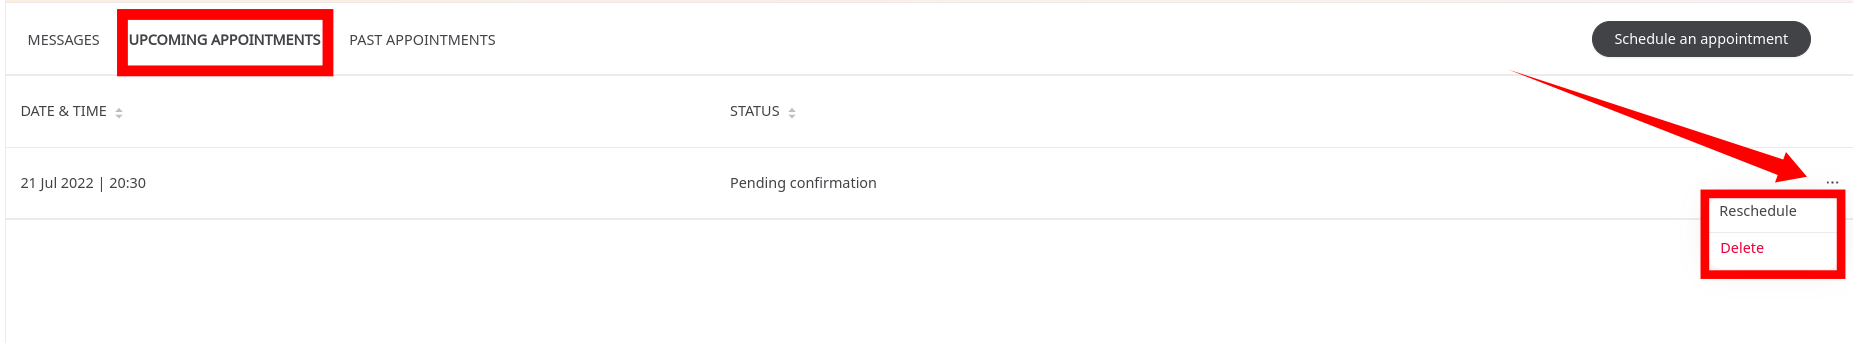 MESSAGES UPCOMING APPOINTMENTS PAST APPOINTMENTS Schedule an appointment
DATE & TIME STATUS
21 Jul 2022 | 20:30 Pending confirmation ...
Reschedule
Delete